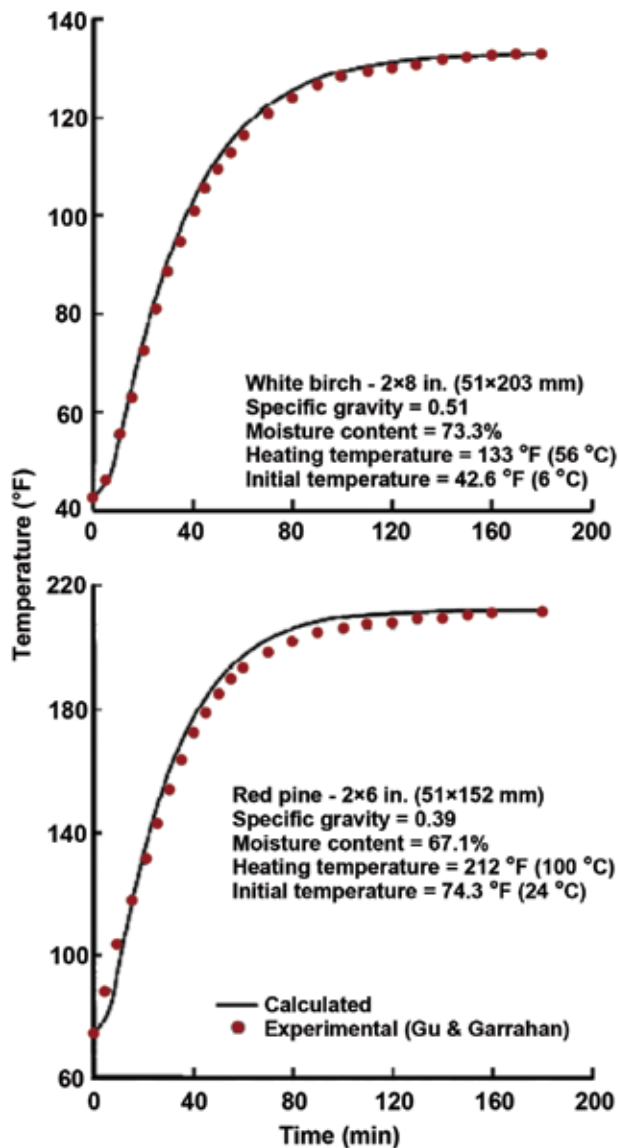 140
120
100
80
60
40
0
40
80
120
160
200
White birch - 2×8 in. (51×203 mm)
Specific gravity = 0.51
Moisture content = 73.3%
Heating temperature = 133 °F (56 °C)
Initial temperature = 42.6 °F (6 °C)
Temperature (°F)
220
180
140
100
60
0
40
80
120
160
200
Red pine - 2×6 in. (51×152 mm)
Specific gravity = 0.39
Moisture content = 67.1%
Heating temperature = 212 °F (100 °C)
Initial temperature = 74.3 °F (24 °C)
Calculated
Experimental (Gu & Garrahan)
Time (min)